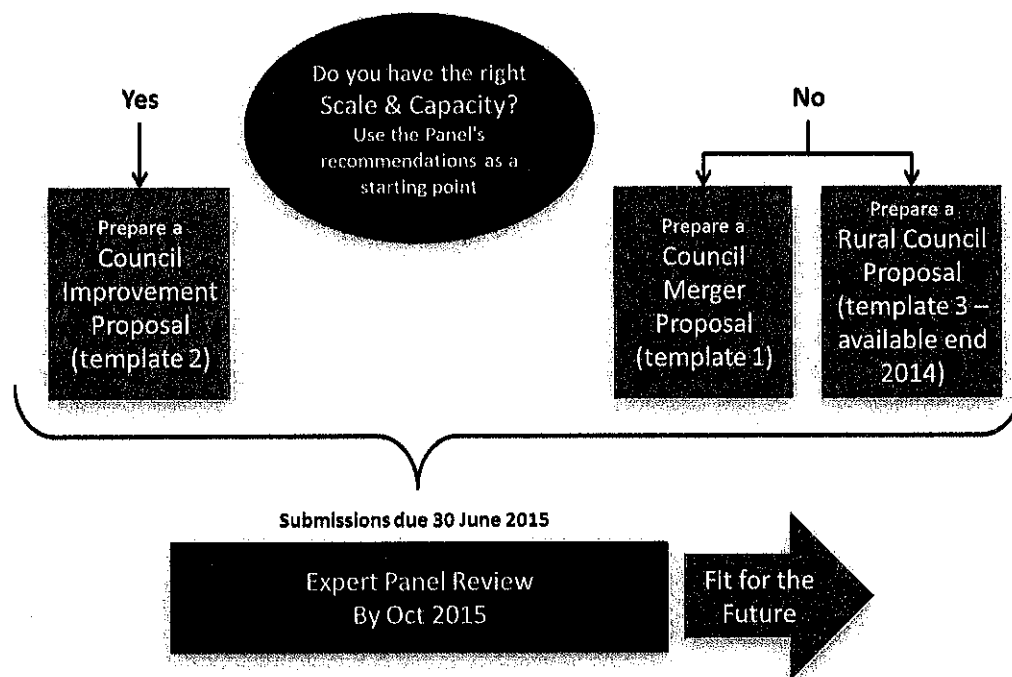 Do you have the right
Scale & Capacity?
Use the Panel's
recommendations as a
starting point
Yes
No
Prepare a
Council
Improvement
Proposal
(template 2)
Prepare a
Council
Merger
Proposal
(template 1)
Prepare a
Rural Council
Proposal
(template 3 –
available end
2014)
Submissions due 30 June 2015
Expert Panel Review
By Oct 2015
Fit for the
Future